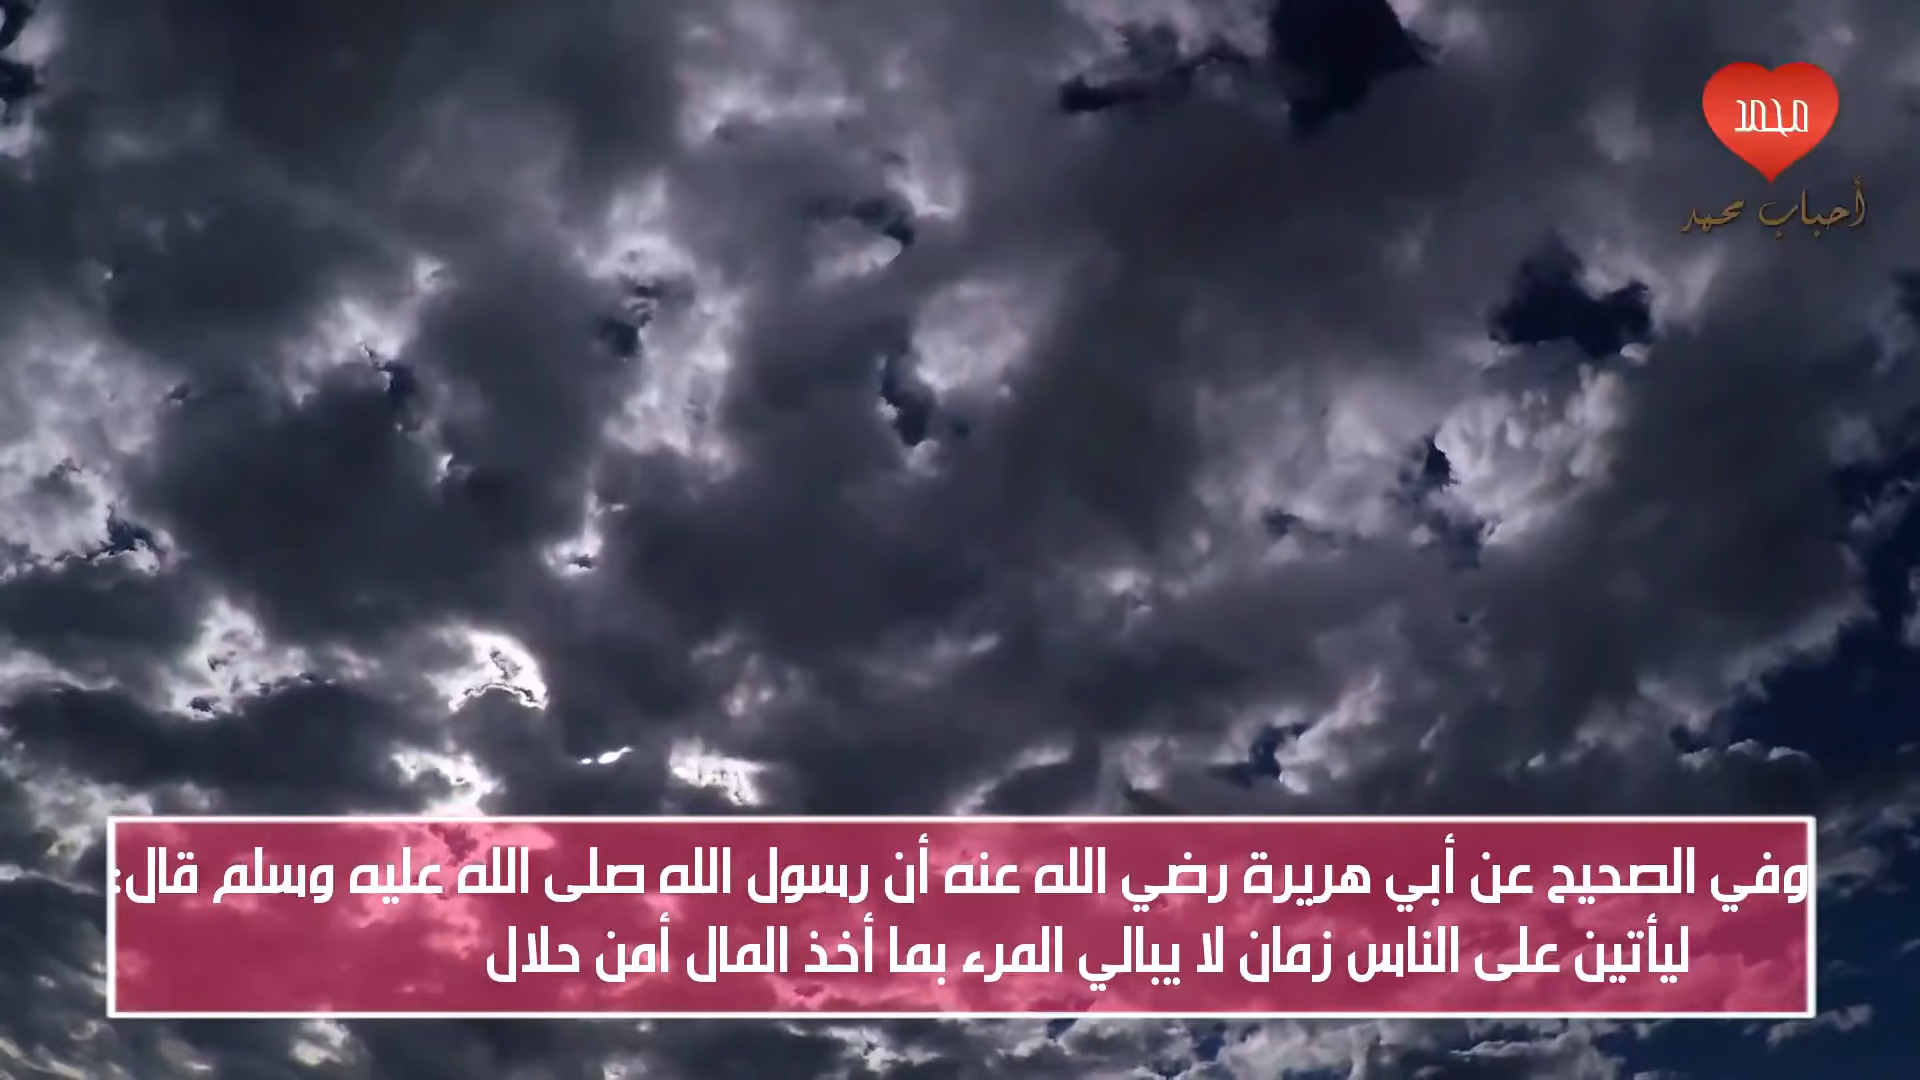 محمد
أحباب محمد
وفي الصحيح عن أبي هريرة رضي الله عنه أن رسول الله صلى الله عليه وسلم قال:
ليأتين على الناس زمان لا يبالي المرء بما أخذ المال أمن حلال